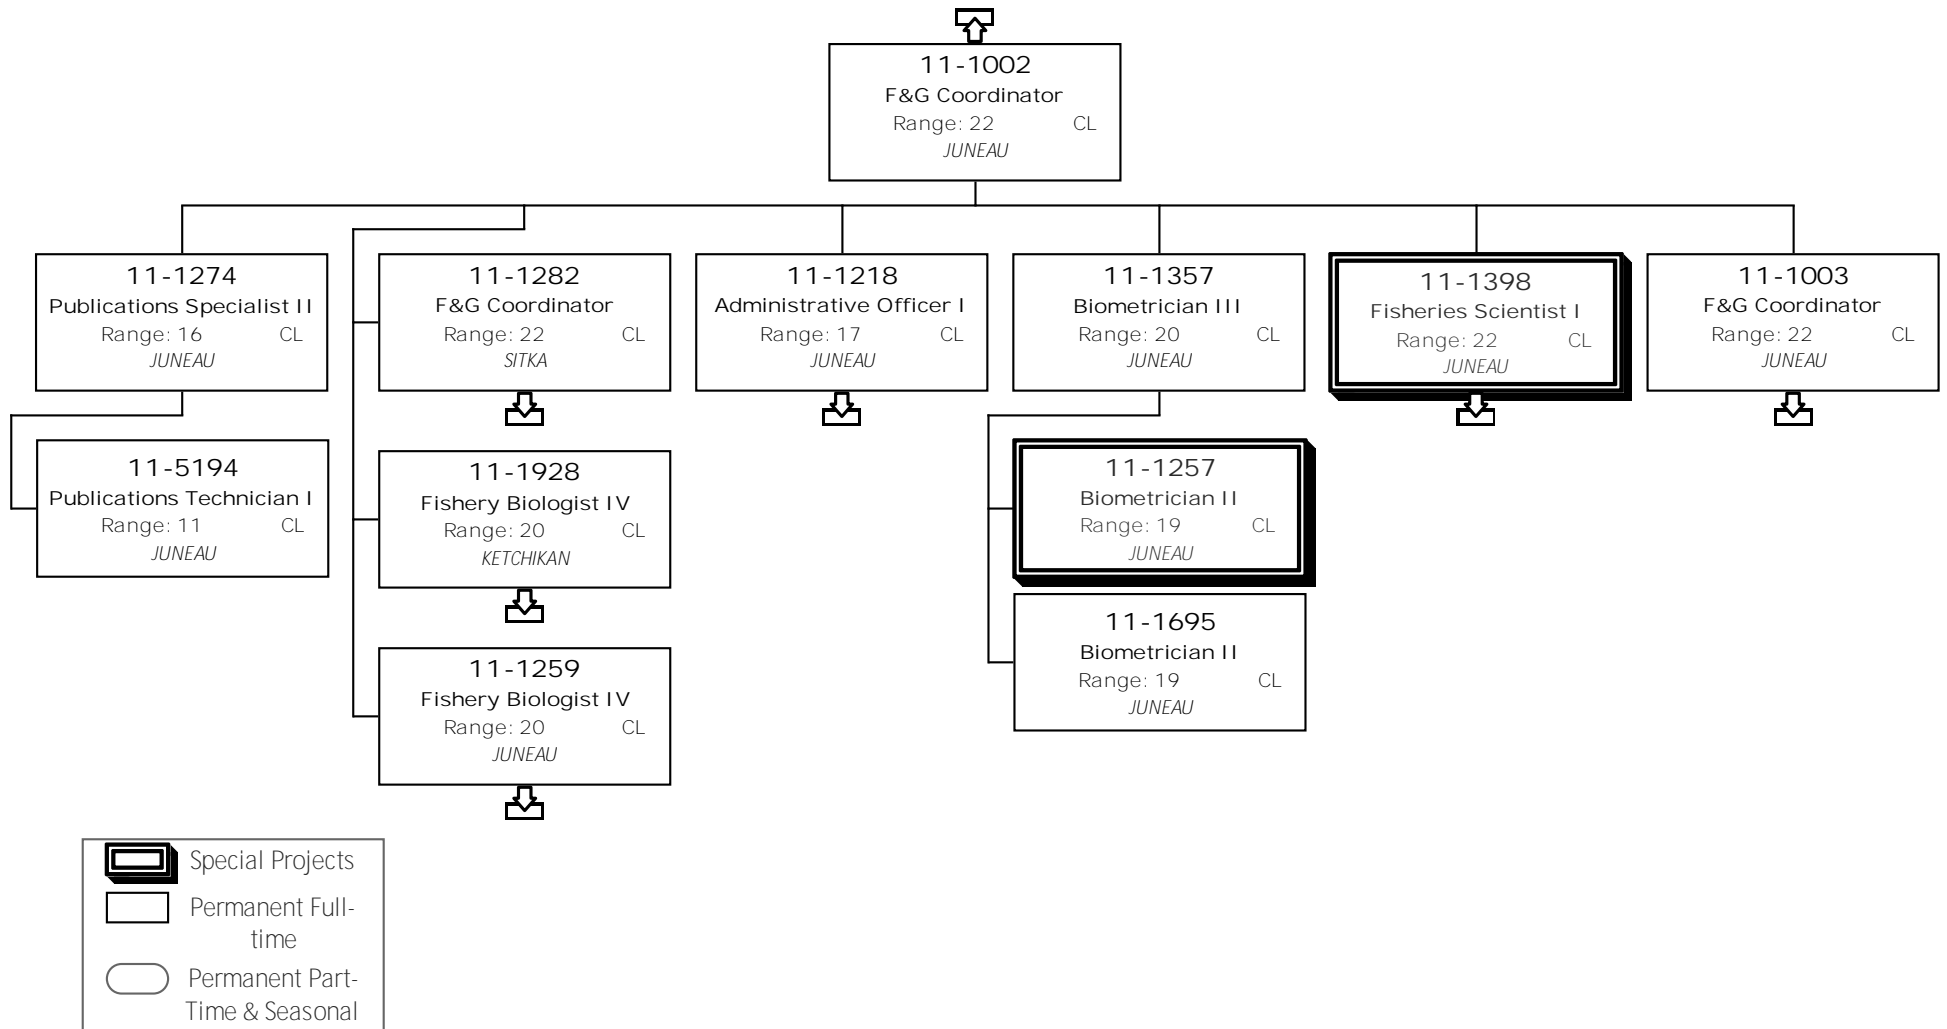 11-1002
F&G Coordinator
Range: 22 CL
JUNEAU
11-1274
Publications Specialist II
Range: 16 CL
JUNEAU
11-5194
Publications Technician I
Range: 11 CL
JUNEAU
11-1282
F&G Coordinator
Range: 22 CL
SITKA
11-1928
Fishery Biologist IV
Range: 20 CL
KETCHIKAN
11-1259
Fishery Biologist IV
Range: 20 CL
JUNEAU
11-1218
Administrative Officer I
Range: 17 CL
JUNEAU
11-1357
Biometrician III
Range: 20 CL
JUNEAU
11-1257
Biometrician II
Range: 19 CL
JUNEAU
11-1695
Biometrician II
Range: 19 CL
JUNEAU
11-1398
Fisheries Scientist I
Range: 22 CL
JUNEAU
11-1003
F&G Coordinator
Range: 22 CL
JUNEAU
Special Projects
Permanent Full-
time
Permanent Part-
Time & Seasonal